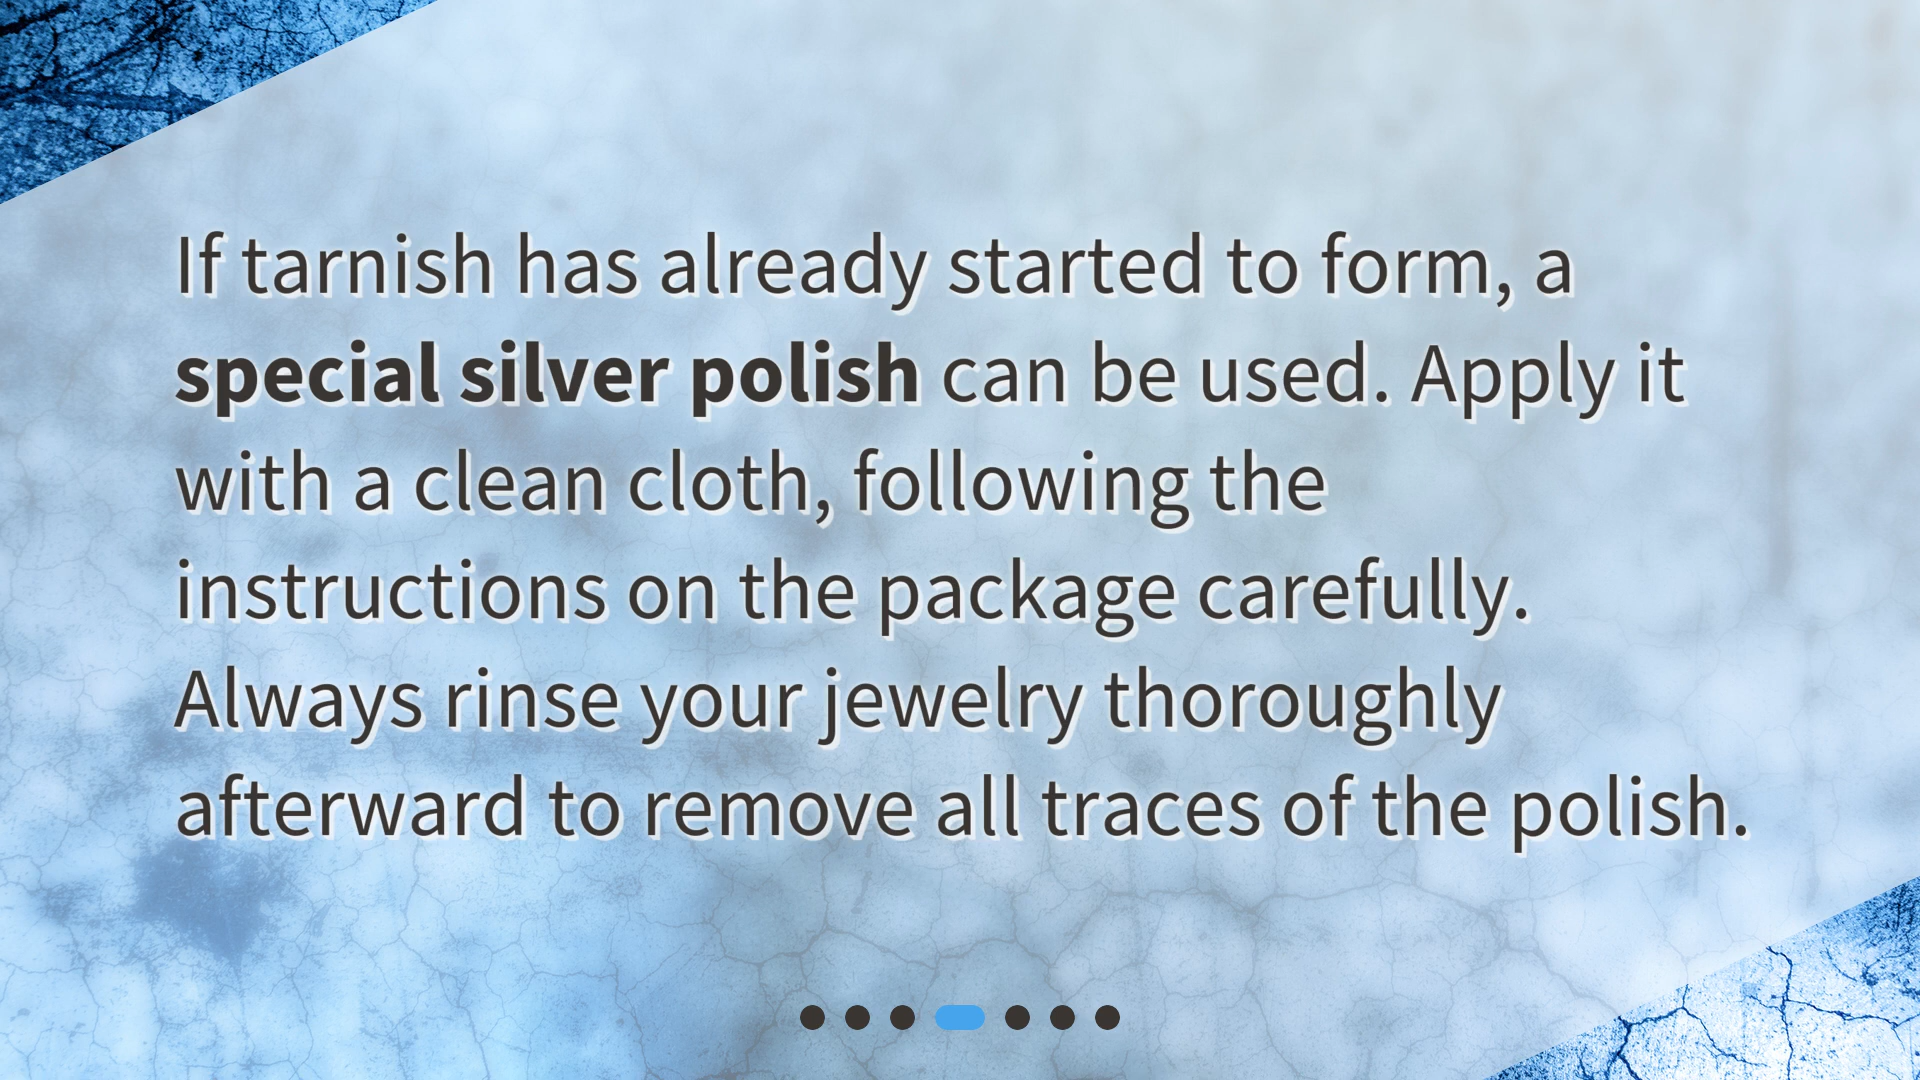 If tarnish has already started to form, a
special silver polish can be used. Apply it
with a clean cloth, following the
instructions on the package carefully.
Always rinse your jewelry thoroughly
afterward to remove all traces of the polish.